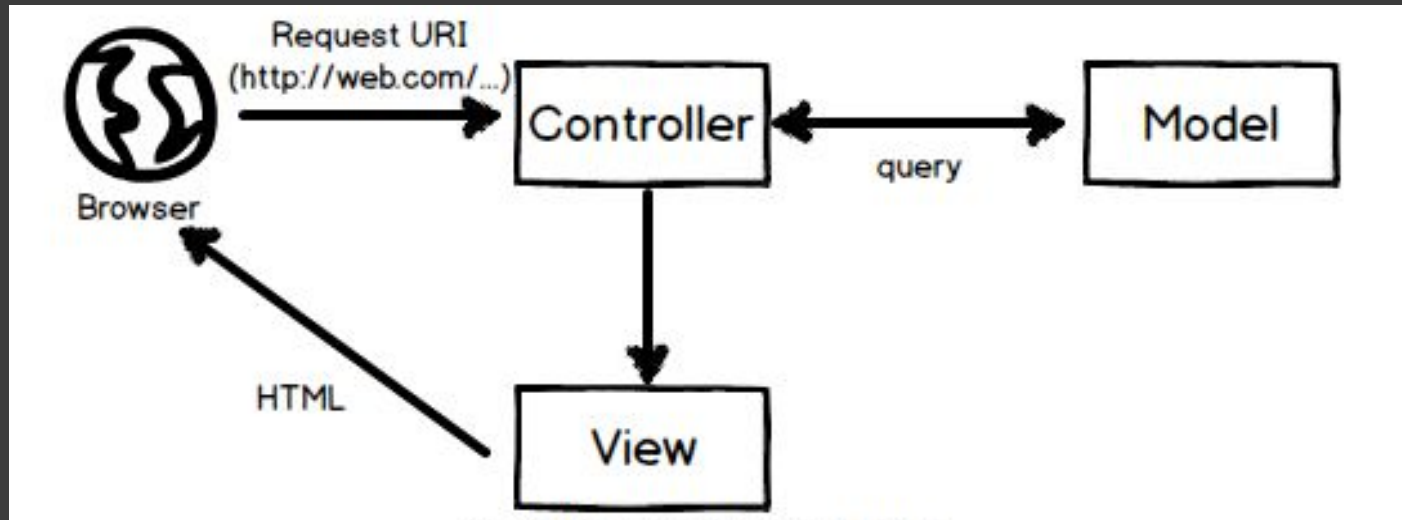 Request URI
(http://web.com/...)
Controller
Model
query
Browser
HTML
View